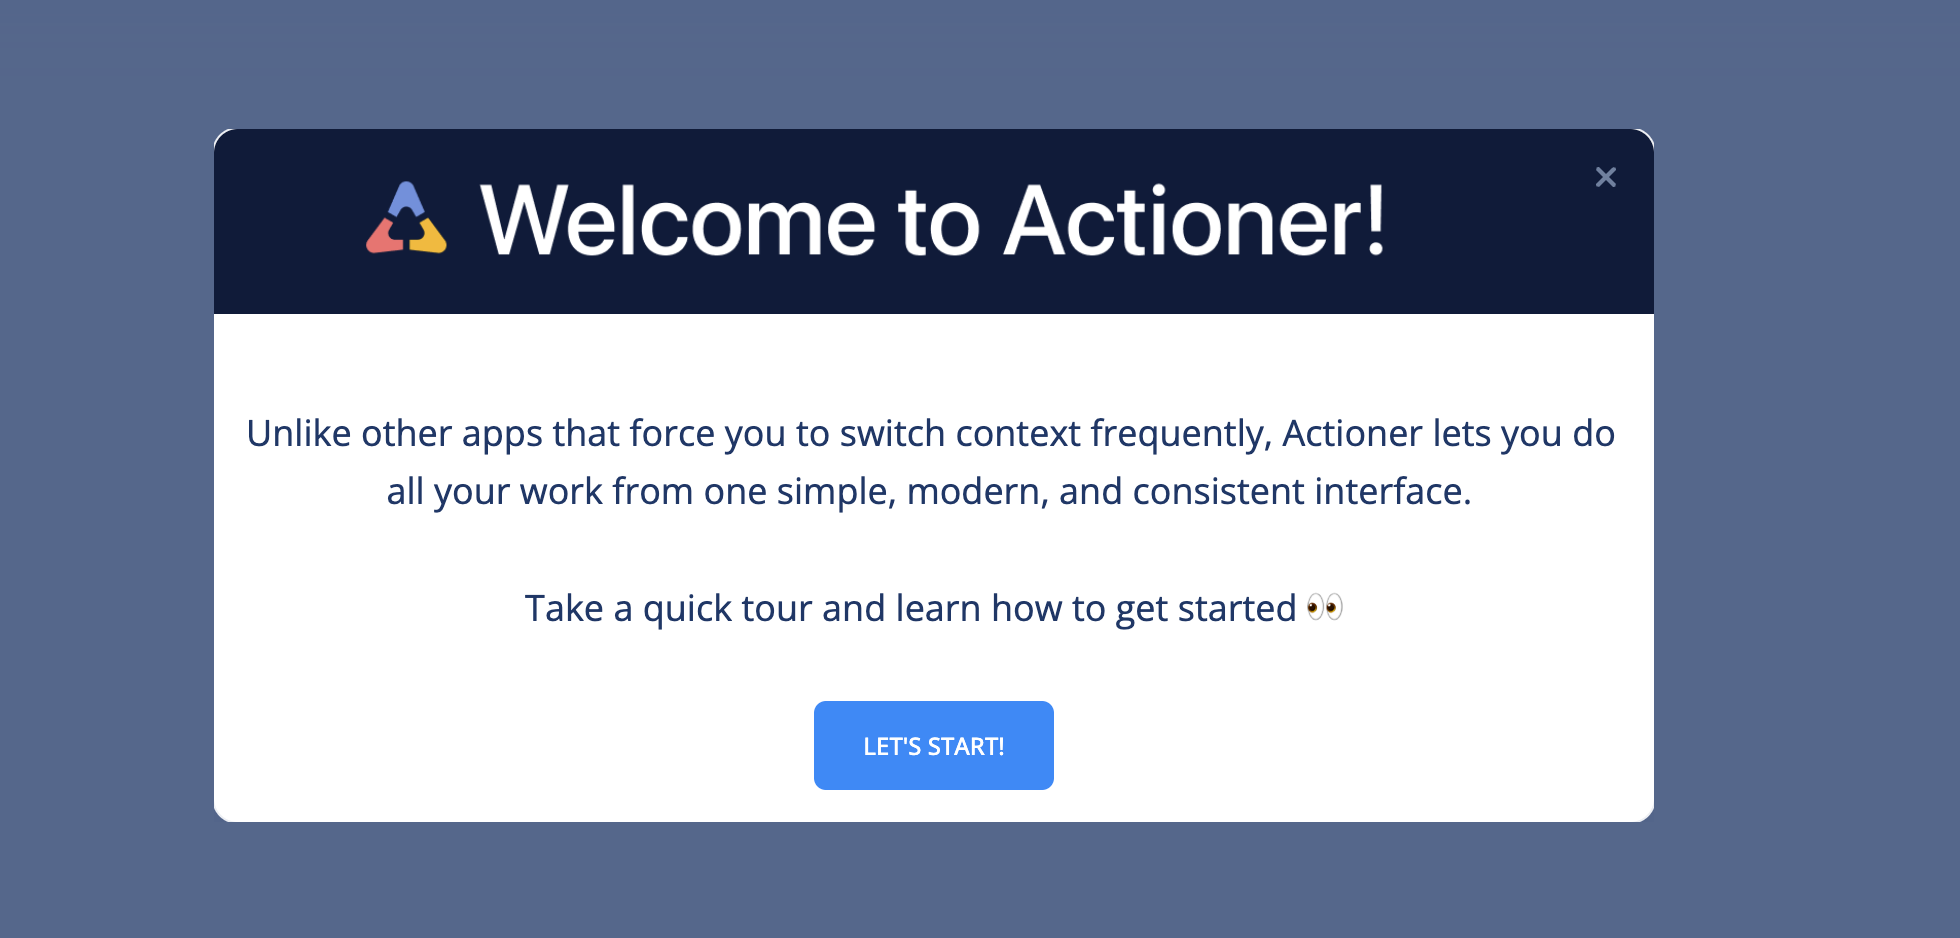 Welcome to Actioner!
Unlike other apps that force you to switch context frequently, Actioner lets you do
all your work from one simple, modern, and consistent interface.
Take a quick tour and learn how to get started 👀
LET'S START!